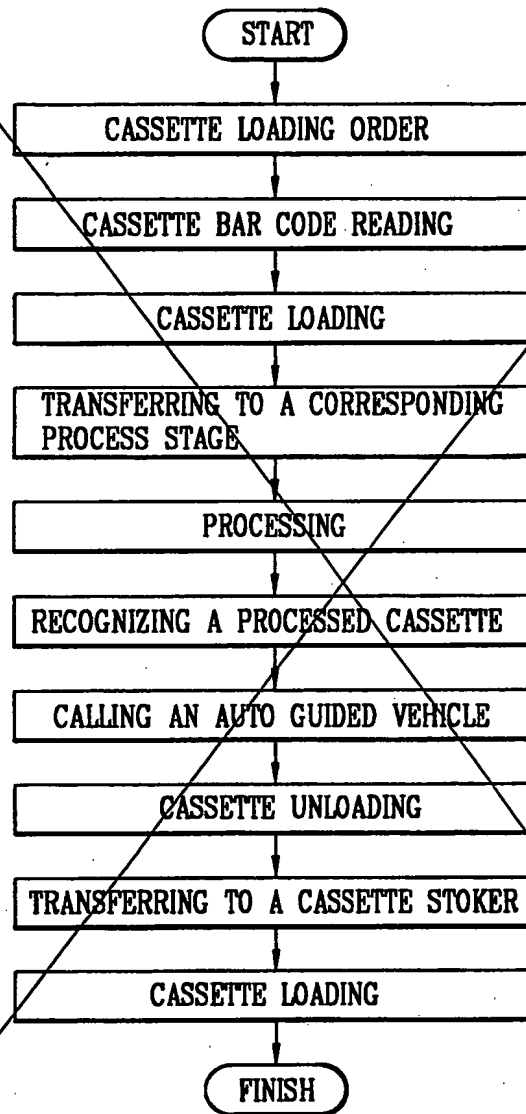 START
CASSETTE LOADING ORDER
CASSETTE BAR CODE READING
CASSETTE LOADING
TRANSFERRING TO A CORRESPONDING
PROCESS STAGE
PROCESSING
RECOGNIZING A PROCESSED CASSETTE
CALLING AN AUTO GUIDED VEHICLE
CASSETTE UNLOADING
TRANSFERRING TO A CASSETTE STOKER
CASSETTE LOADING
FINISH